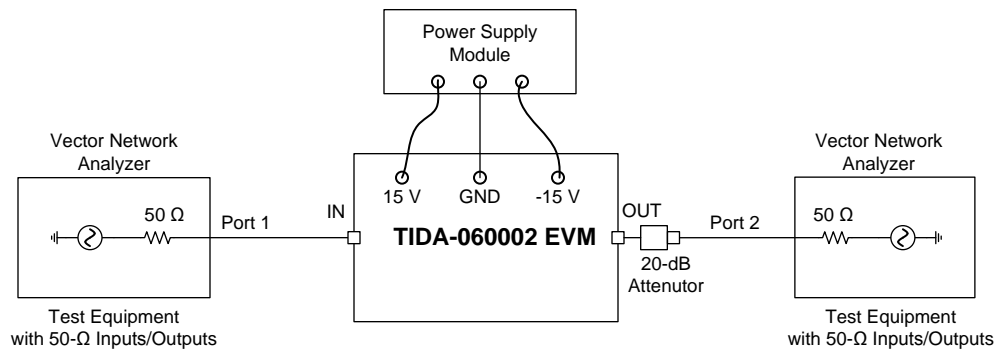 Power Supply
Module
15 V
GND
-15 V
Vector Network
Analyzer
50 Ω
Port 1
IN
TIDA-060002 EVM
OUT
20-dB
Attenutor
Port 2
Vector Network
Analyzer
50 Ω
Test Equipment
with 50-Ω Inputs/Outputs
Test Equipment
with 50-Ω Inputs/Outputs